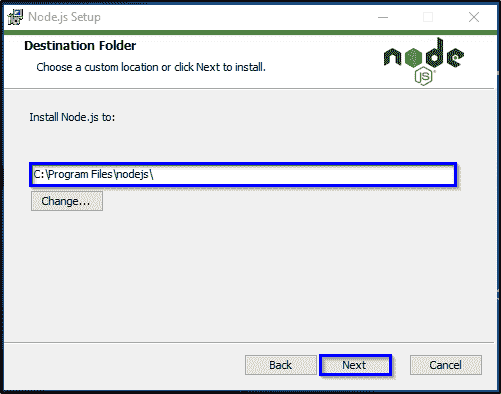 Node.js Setup
Destination Folder
Choose a custom location or click Next to install.
node
JS
Install Node.js to:
C:\Program Files\nodejs\
Change...
Back
Next
Cancel